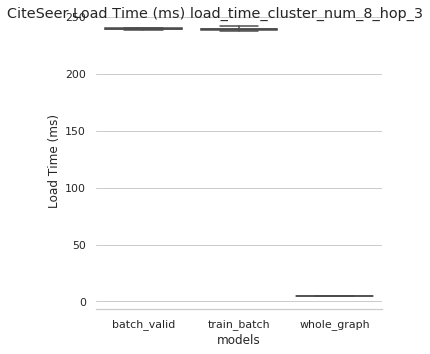 CiteSeer Load Time (ms) load_time_cluster_num_8_hop_3
250
200
150
100
50
0
Load Time (ms)
batch_valid train_batch whole_graph
models